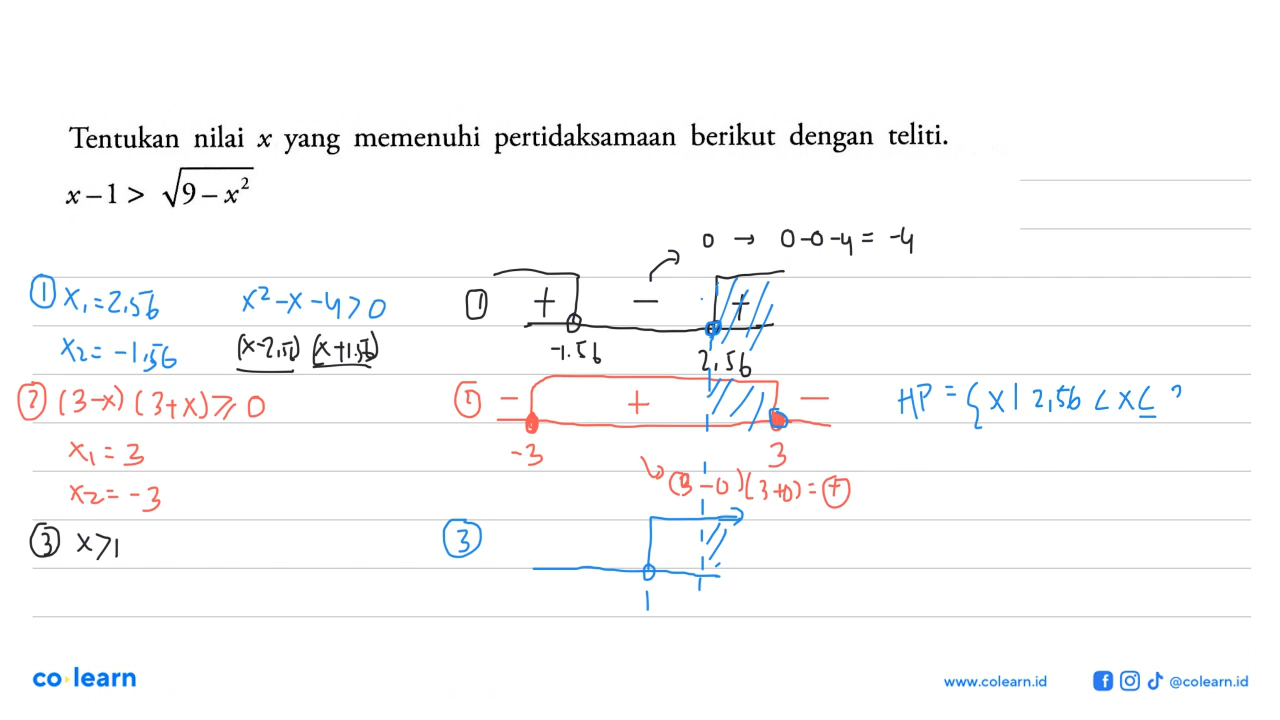 Tentukan nilai x yang memenuhi pertidaksamaan berikut dengan teliti.
x – 1 > √(9 – x²)
0 → 0-0-4 = -4
① x₁ = 2,56 x² - x - 4 > 0
x₂ = -1,56 (x-2,56) (x+1,56)
① + - +
-1.56 2,56
② (3-x) (3+x) ≥ 0
x₁ = 3
x₂ = -3
② - + -
-3 3
(3-0)(3+0) = +
HP = { x | 2,56 < x ≤
③ x > 1
③
1
co learn
www.colearn.id @colearn.id